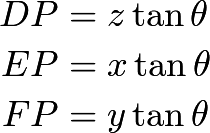 DP = z tan θ
EP = x tan θ
FP = y tan θ